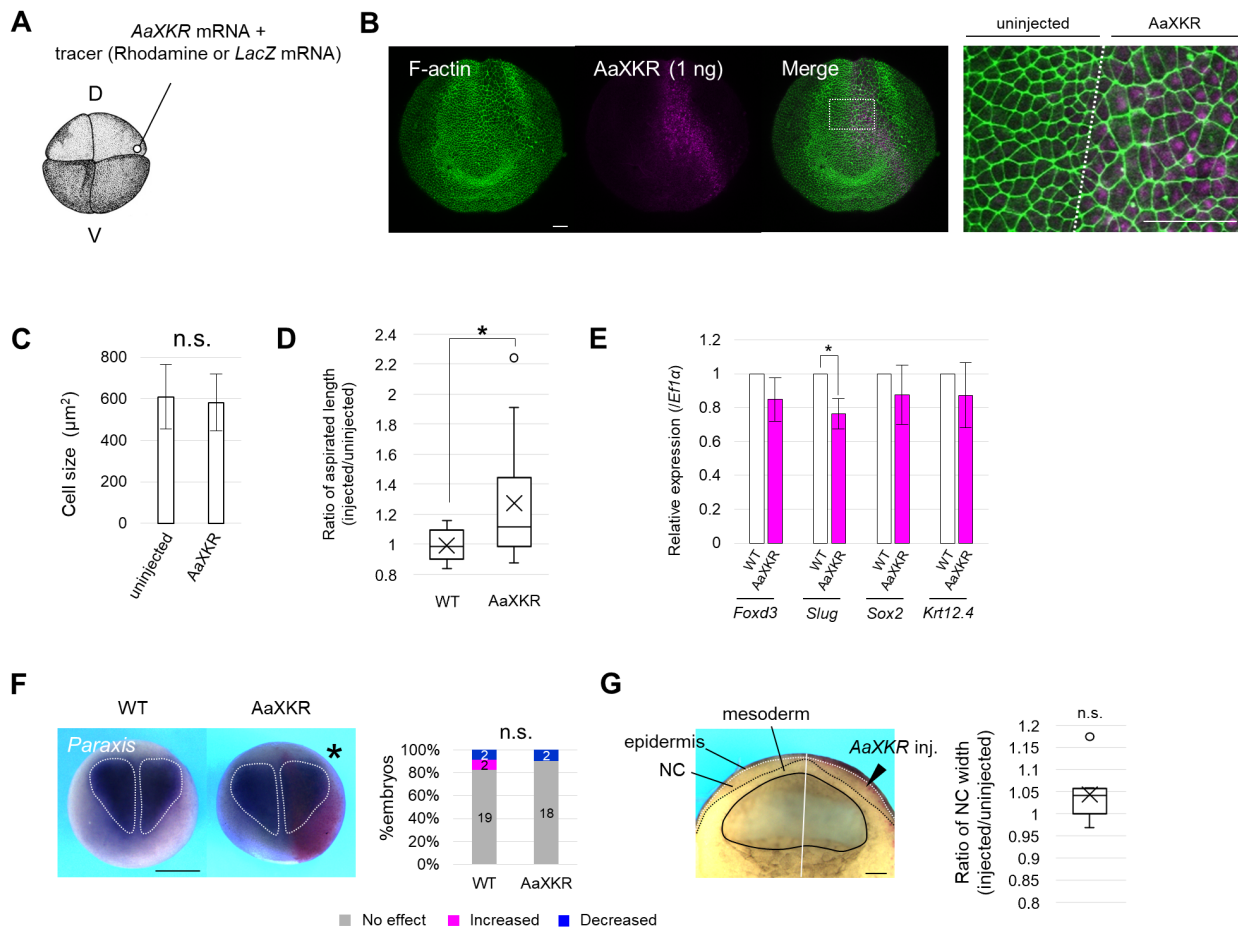 A
AaXKR mRNA +
tracer (Rhodamine or LacZ mRNA)
D
V
B
F-actin
AaXKR (1 ng)
Merge
uninjected
AaXKR
C
n.s.
Cell size (μm²)
800
600
400
200
0
uninjected
AaXKR
D
*
Ratio of aspirated length
(injected/uninjected)
2.4
2.2
2
1.8
1.6
1.4
1.2
1
0.8
WT
AaXKR
E
Relative expression (/Ef1α)
1.2
1
0.8
0.6
0.4
0.2
0
*
WT
AaXKR
WT
AaXKR
WT
AaXKR
WT
AaXKR
Foxd3
Slug
Sox2
Krt12.4
F
WT
AaXKR
Paraxis
*
n.s.
%embryos
100%
80%
60%
40%
20%
0%
2
2
19
2
18
WT
AaXKR
No effect
Increased
Decreased
G
mesoderm
epidermis
NC
AaXKR inj.
n.s.
Ratio of NC width
(injected/uninjected)
1.2
1.15
1.1
1.05
1
0.95
0.9
0.85
0.8